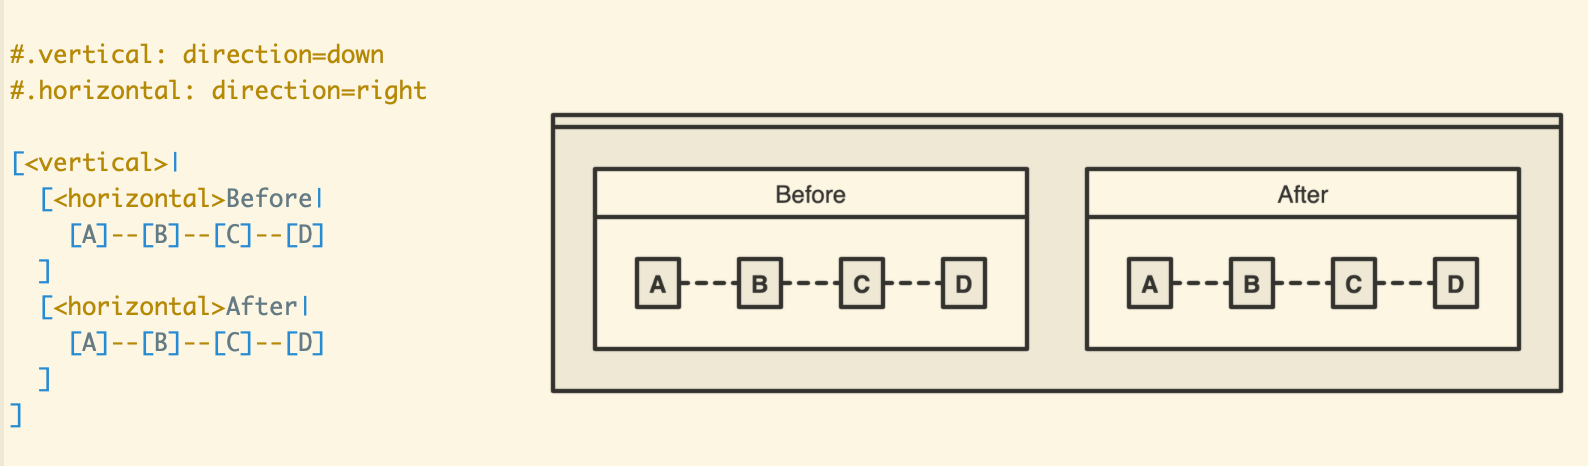 #.vertical: direction=down
#.horizontal: direction=right
[<vertical>|
[<horizontal>Before|
[A]--[B]--[C]--[D]
]
[<horizontal>After|
[A]--[B]--[C]--[D]
]
]
Before
A B C D
After
A B C D